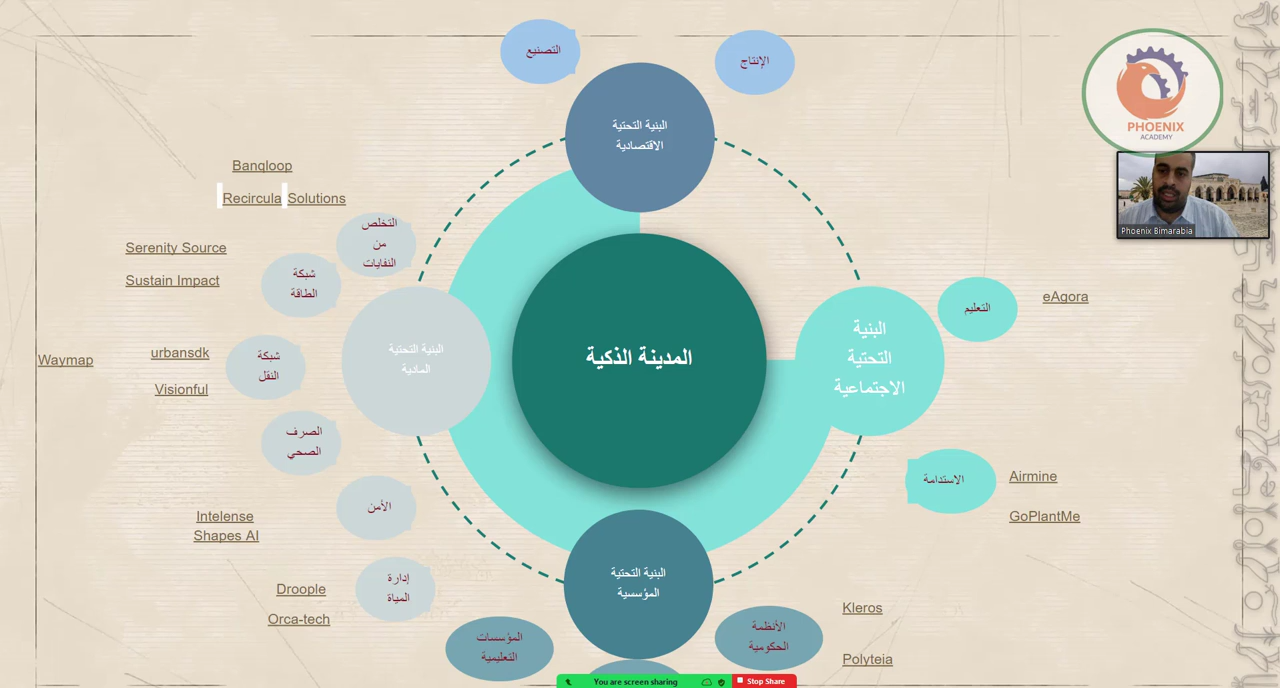 التصنيع
الإنتاج
البنية التحتية
الاقتصادية
PHOENIX
ACADEMY
Phoenix Bimarabia
Banqloop
Recircula Solutions
التخلص
من
النفايات
Serenity Source
Sustain Impact
شبكة
الطاقة
Waymap
urbansdk
Visionful
شبكة
النقل
البنية التحتية
المادية
المدينة الذكية
البنية
التحتية
الاجتماعية
التعليم
eAgora
الصرف
الصحي
الاستدامة
Airmine
GoPlantMe
الأمن
Intelense
Shapes AI
البنية التحتية
المؤسسية
إدارة
المياة
Droople
Orca-tech
المؤسسات
التعليمية
الأنظمة
الحكومية
Kleros
Polyteia
You are screen sharing
Stop Share